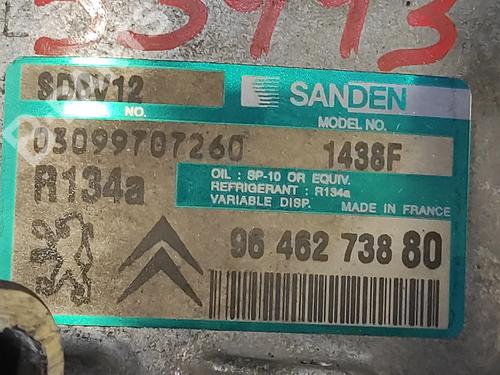 33993
SD6V12
SANDEN
NO.
MODEL NO.
03099707260
1438F
R134a
OIL : SP-10 OR EQUIV.
REFRIGERANT : R134a
VARIABLE DISP. MADE IN FRANCE
96 462 738 80